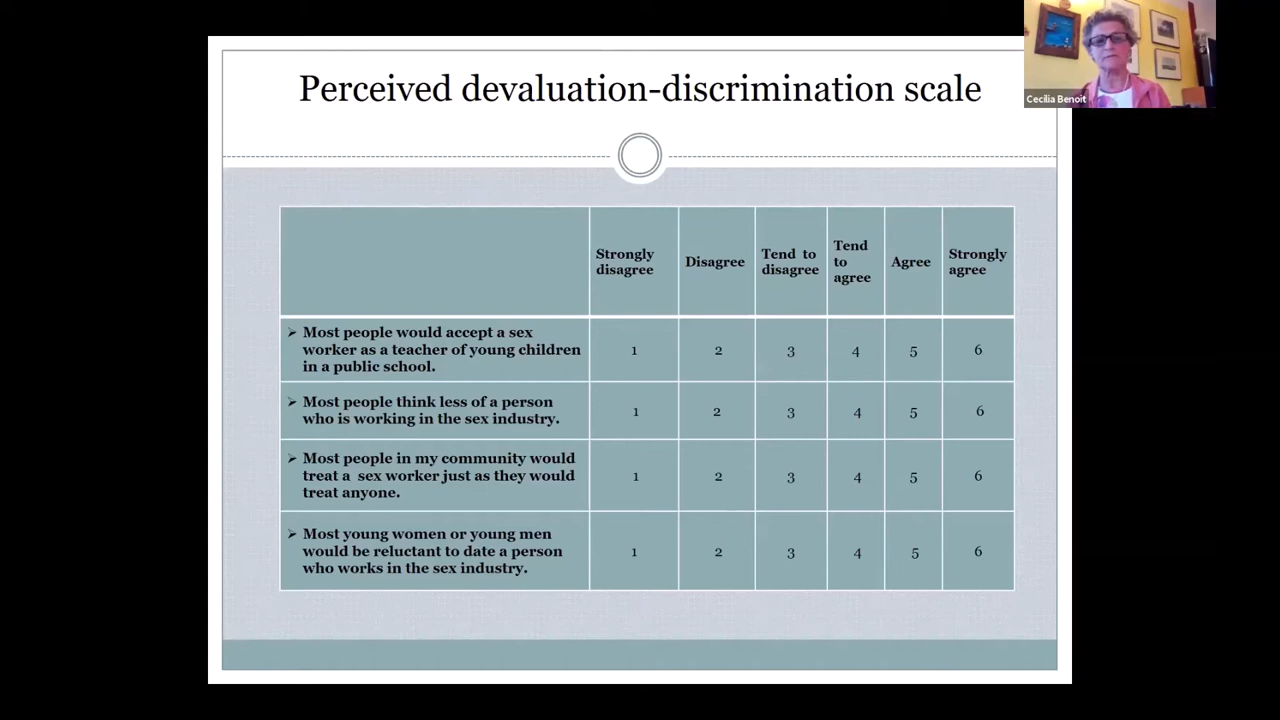 Perceived devaluation-discrimination scale
Cecilia Benoit
Strongly disagree
Disagree
Tend to disagree
Tend to agree
Agree
Strongly agree
➢ Most people would accept a sex
worker as a teacher of young children
in a public school.
1 2 3 4 5 6
➢ Most people think less of a person
who is working in the sex industry.
1 2 3 4 5 6
➢ Most people in my community would
treat a sex worker just as they would
treat anyone.
1 2 3 4 5 6
➢ Most young women or young men
would be reluctant to date a person
who works in the sex industry.
1 2 3 4 5 6